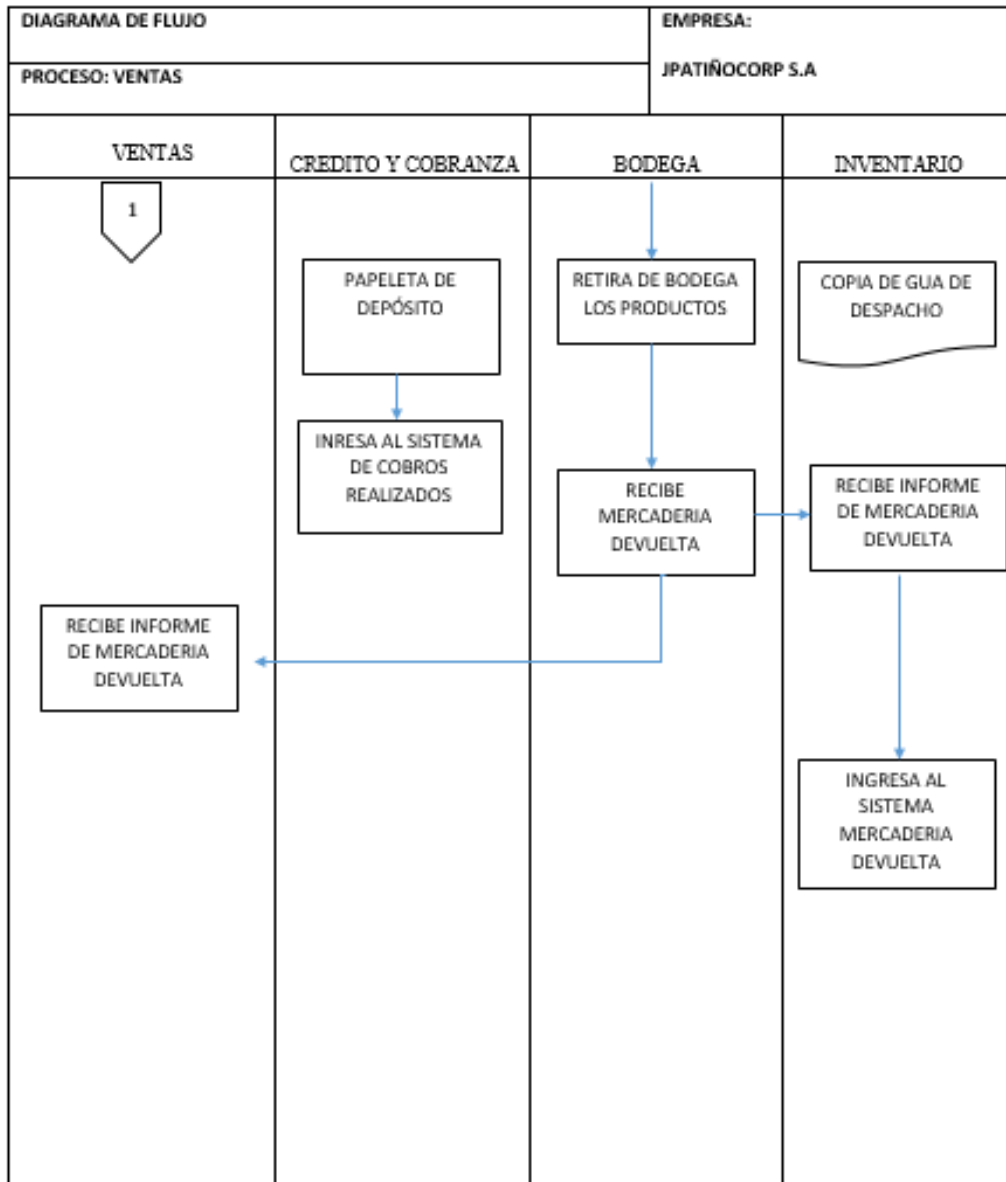 DIAGRAMA DE FLUJO
EMPRESA:
JPATIÑOCORP S.A
PROCESO: VENTAS
VENTAS
CREDITO Y COBRANZA
BODEGA
INVENTARIO
1
PAPELETA DE
DEPÓSITO
RETIRA DE BODEGA
LOS PRODUCTOS
COPIA DE GUA DE
DESPACHO
INRESA AL SISTEMA
DE COBROS
REALIZADOS
RECIBE
MERCADERIA
DEVUELTA
RECIBE INFORME
DE MERCADERIA
DEVUELTA
RECIBE INFORME
DE MERCADERIA
DEVUELTA
INGRESA AL
SISTEMA
MERCADERIA
DEVUELTA